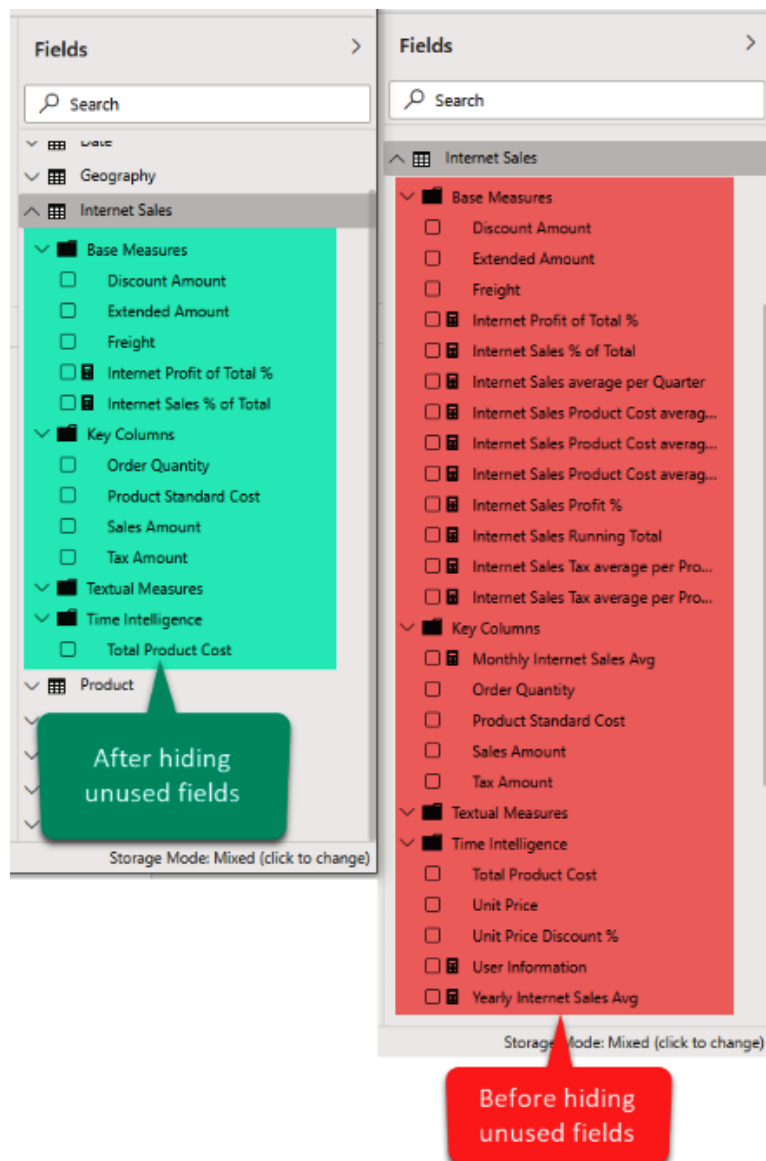 Fields
Search
Date
Geography
Internet Sales
Base Measures
Discount Amount
Extended Amount
Freight
Internet Profit of Total %
Internet Sales % of Total
Key Columns
Order Quantity
Product Standard Cost
Sales Amount
Tax Amount
Textual Measures
Time Intelligence
Total Product Cost
Product
After hiding
unused fields
Storage Mode: Mixed (click to change)
Fields
Search
Internet Sales
Base Measures
Discount Amount
Extended Amount
Freight
Internet Profit of Total %
Internet Sales % of Total
Internet Sales average per Quarter
Internet Sales Product Cost averag...
Internet Sales Product Cost averag...
Internet Sales Product Cost averag...
Internet Sales Profit %
Internet Sales Running Total
Internet Sales Tax average per Pro...
Internet Sales Tax average per Pro...
Key Columns
Monthly Internet Sales Avg
Order Quantity
Product Standard Cost
Sales Amount
Tax Amount
Textual Measures
Time Intelligence
Total Product Cost
Unit Price
Unit Price Discount %
User Information
Yearly Internet Sales Avg
Storage Mode: Mixed (click to change)
Before hiding
unused fields